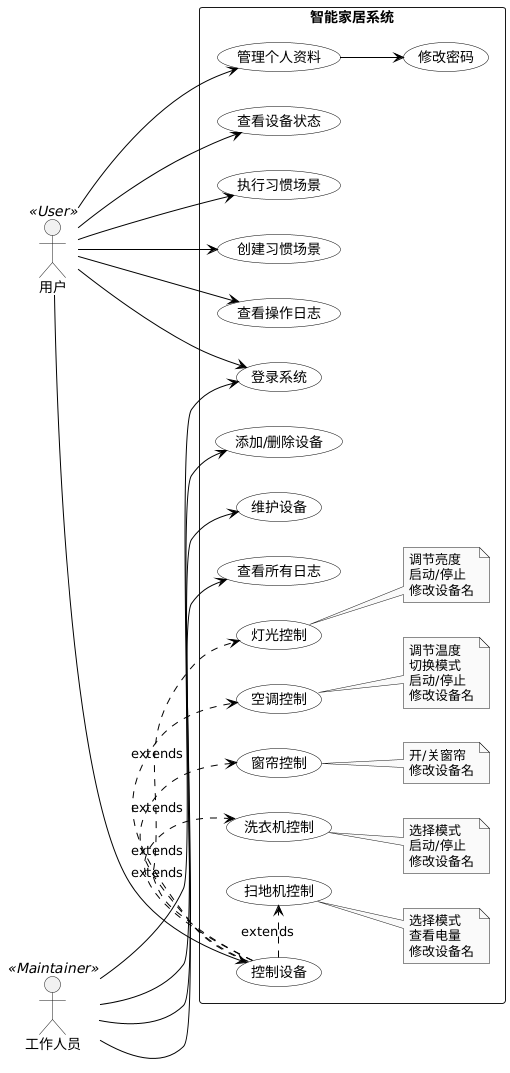 智能家居系统
管理个人资料
修改密码
查看设备状态
执行习惯场景
«User»
用户
创建习惯场景
查看操作日志
登录系统
添加/删除设备
维护设备
查看所有日志
灯光控制
调节亮度
启动/停止
修改设备名
空调控制
调节温度
切换模式
启动/停止
修改设备名
窗帘控制
开/关窗帘
修改设备名
extends
extends
extends
extends
洗衣机控制
选择模式
启动/停止
修改设备名
扫地机控制
选择模式
查看电量
修改设备名
extends
控制设备
«Maintainer»
工作人员